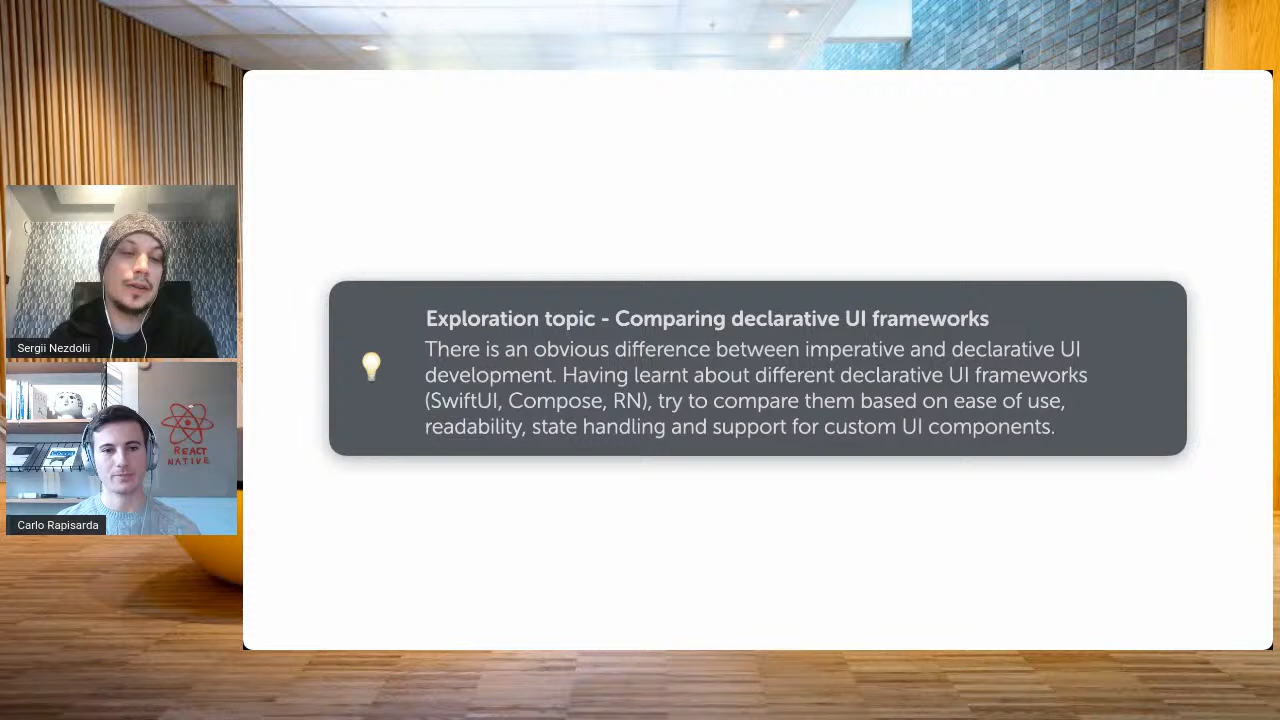 Exploration topic - Comparing declarative UI frameworks
There is an obvious difference between imperative and declarative UI
development. Having learnt about different declarative UI frameworks
(SwiftUI, Compose, RN), try to compare them based on ease of use,
readability, state handling and support for custom UI components.
Sergii Nezdolii
REACT
NATIVE
Carlo Rapisarda